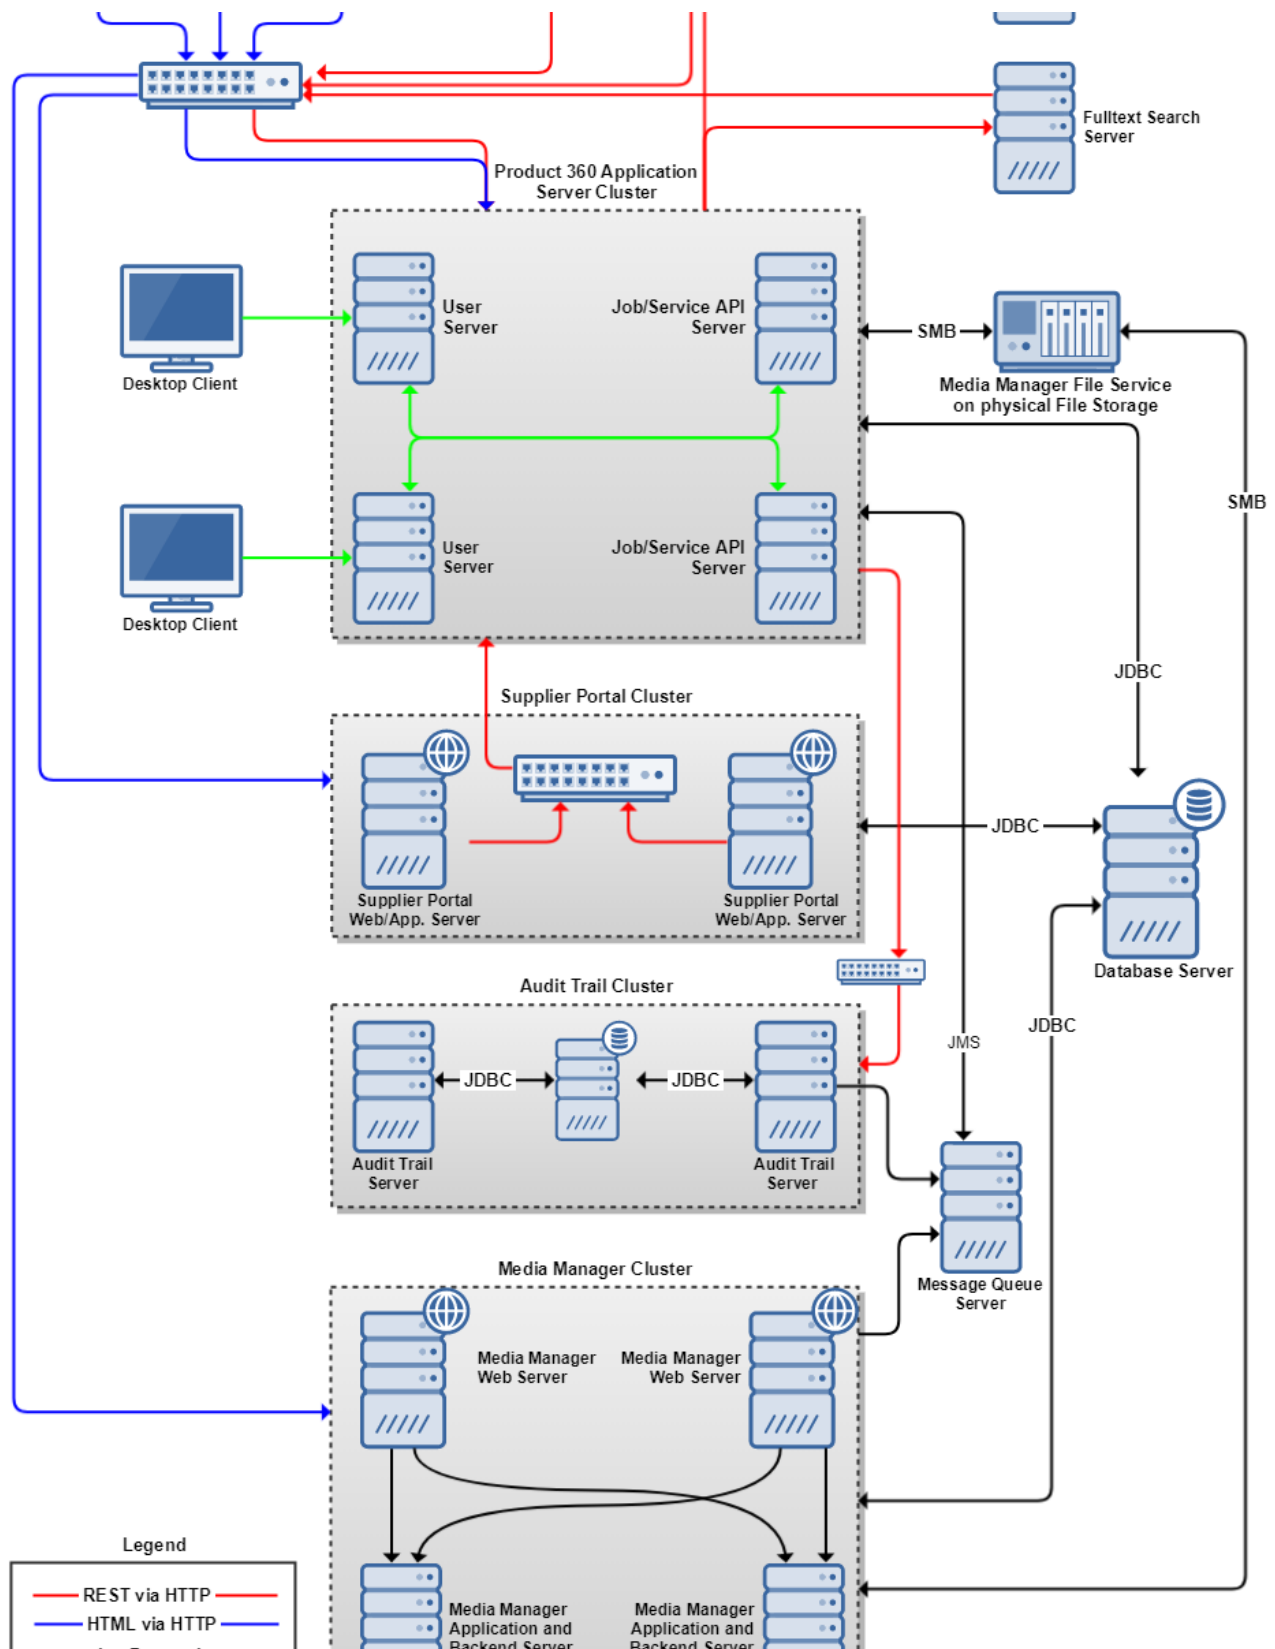 Fulltext Search
Server
Product 360 Application
Server Cluster
User
Server
Job/Service API
Server
SMB
Desktop Client
Media Manager File Service
on physical File Storage
SMB
User
Server
Job/Service API
Server
Desktop Client
JDBC
Supplier Portal Cluster
JDBC
Supplier Portal
Web/App. Server
Supplier Portal
Web/App. Server
Database Server
Audit Trail Cluster
JDBC
JMS
JDBC
JDBC
Audit Trail
Server
Audit Trail
Server
Media Manager Cluster
Message Queue
Server
Media Manager
Web Server
Media Manager
Web Server
Legend
REST via HTTP
HTML via HTTP
Media Manager
Application and
Backend Server
Media Manager
Application and
Backend Server